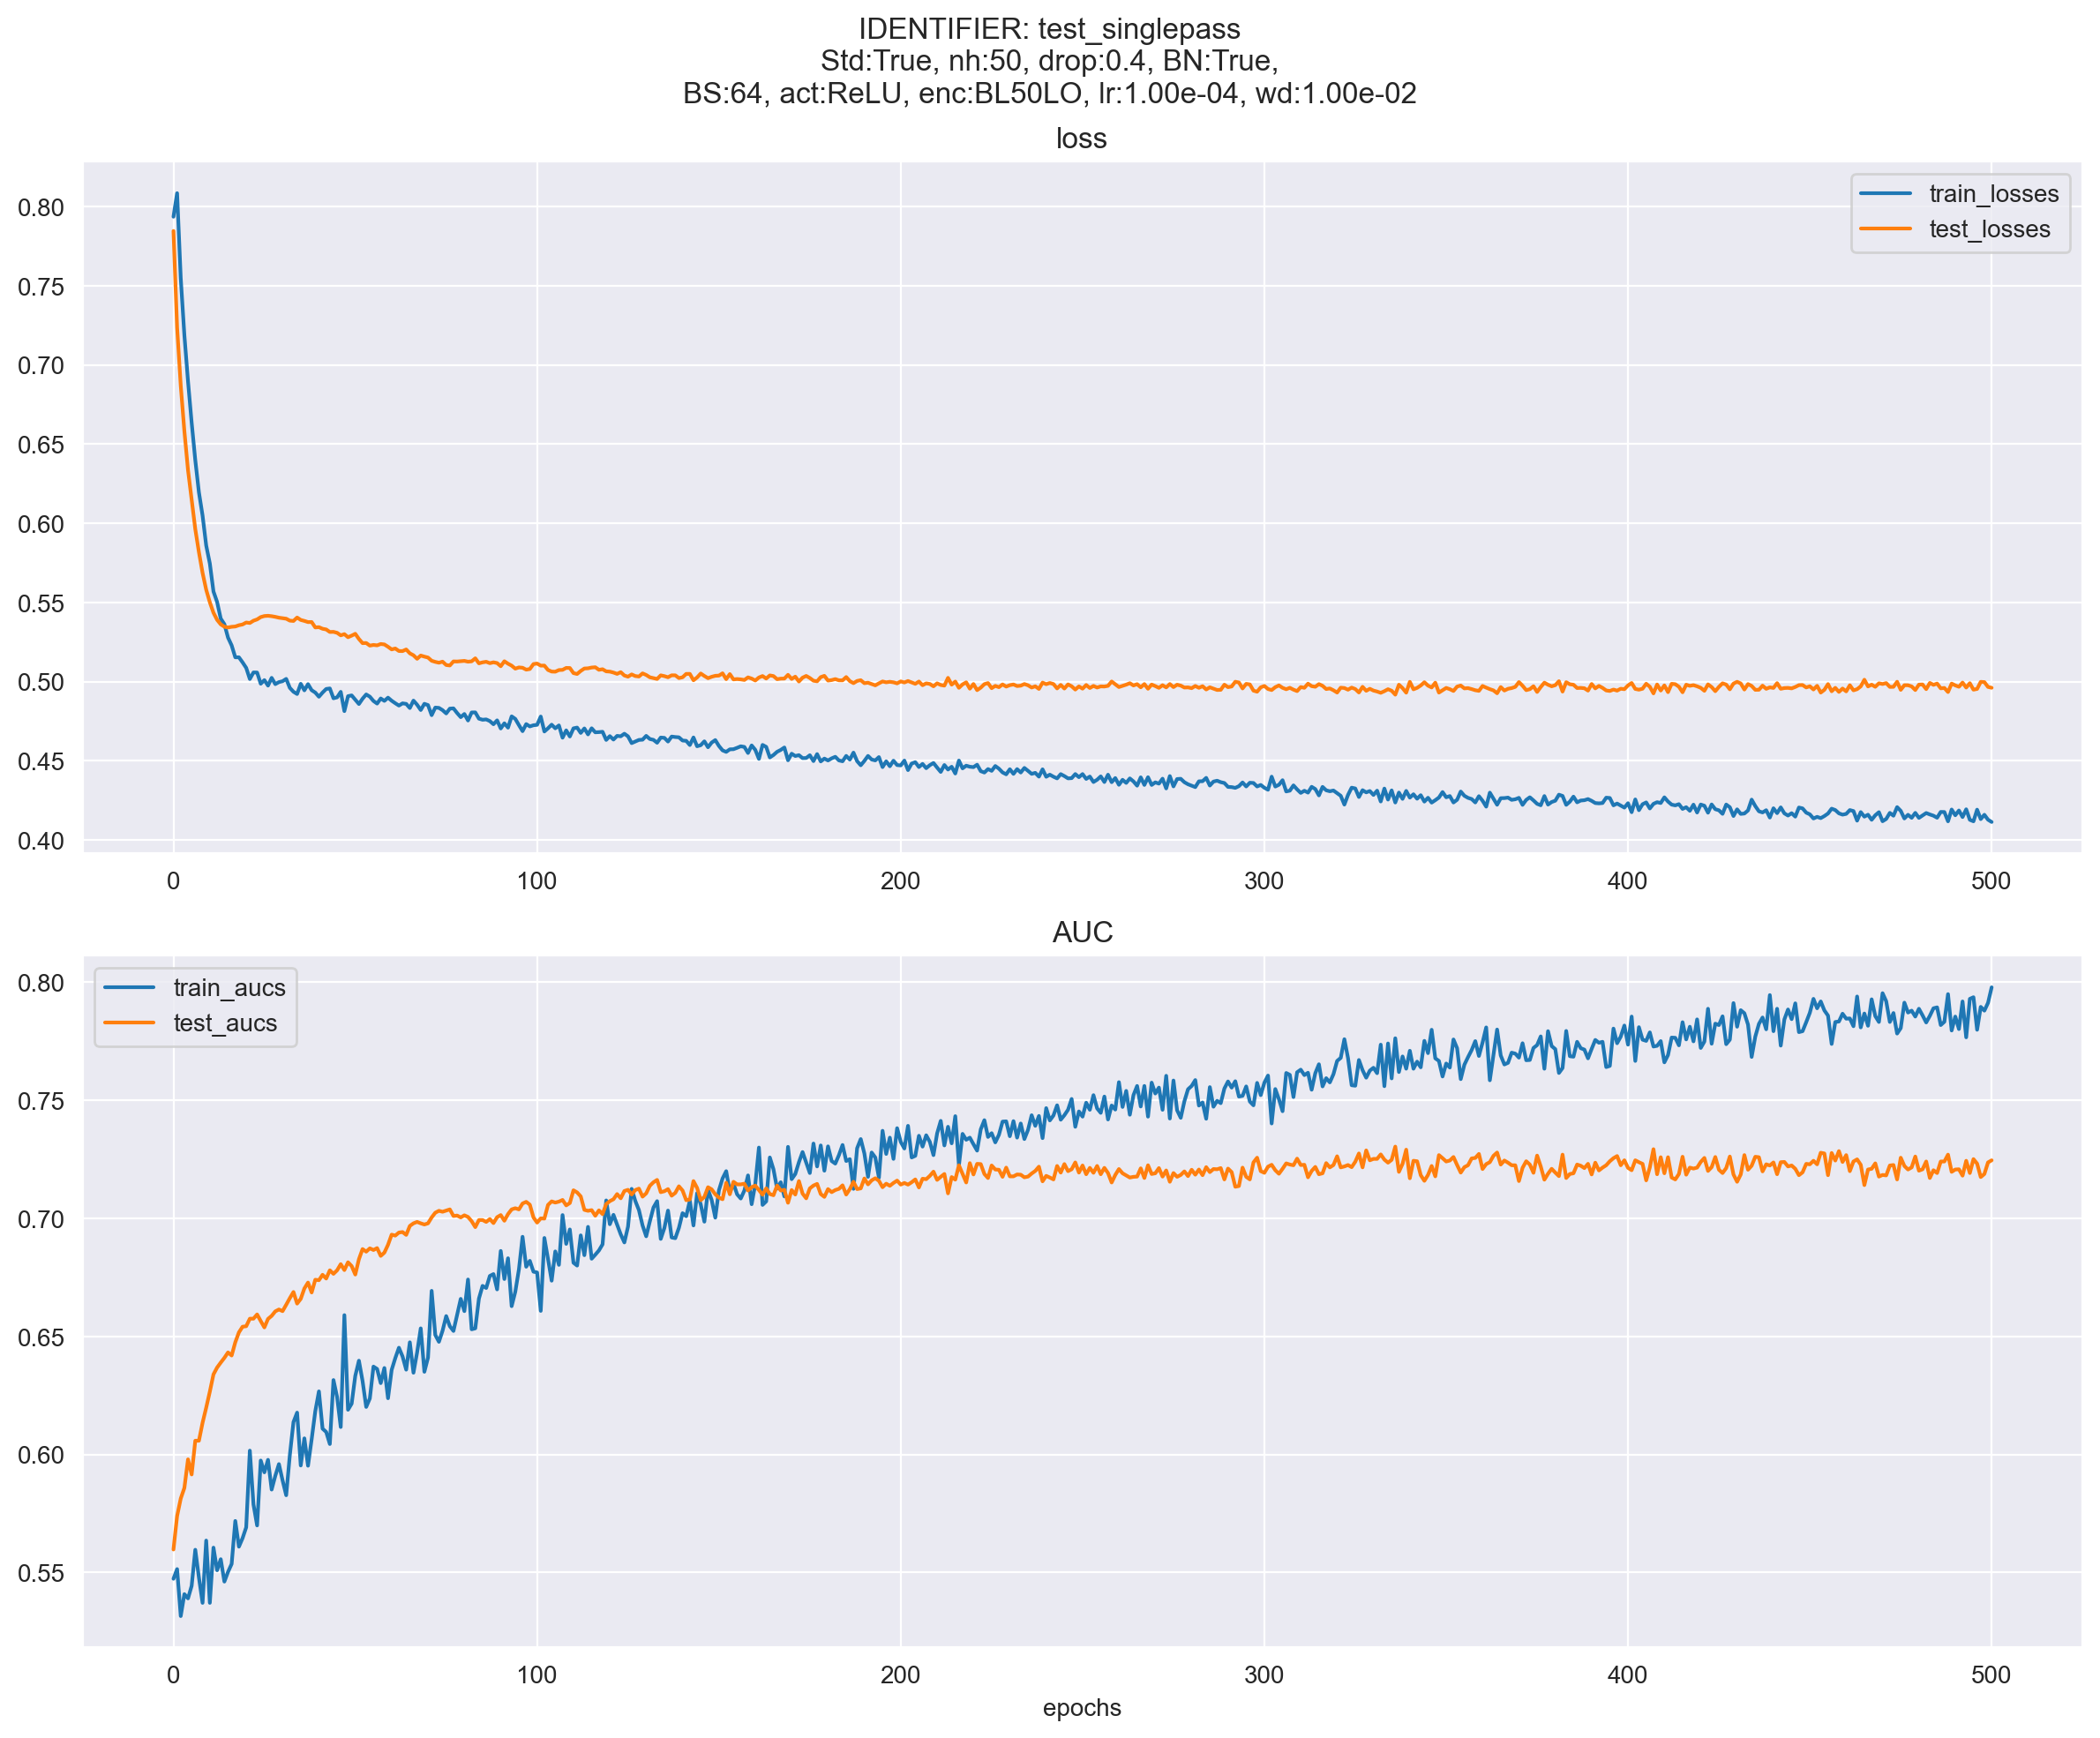 IDENTIFIER: test_singlepass
Std:True, nh:50, drop:0.4, BN:True,
BS:64, act:ReLU, enc:BL50LO, lr:1.00e-04, wd:1.00e-02
loss
train_losses
test_losses
0.80
0.75
0.70
0.65
0.60
0.55
0.50
0.45
0.40
0 100 200 300 400 500
AUC
train_aucs
test_aucs
0.80
0.75
0.70
0.65
0.60
0.55
0 100 200 300 400 500
epochs